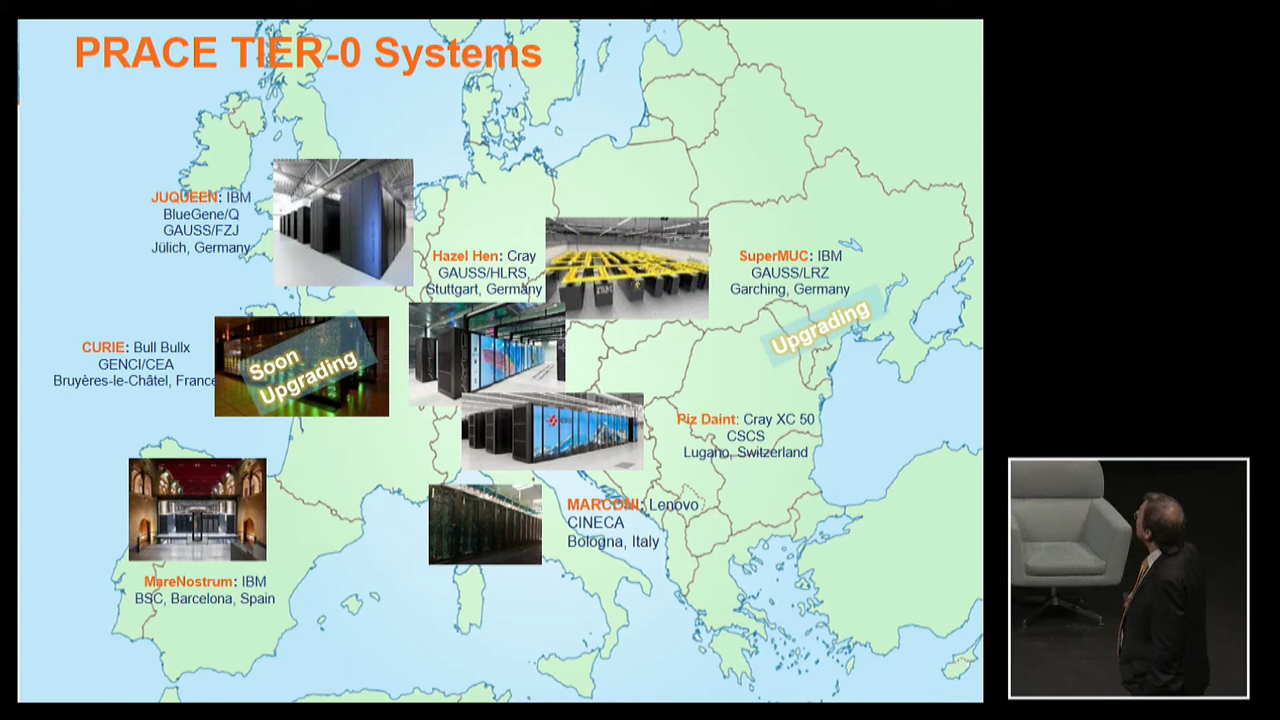 PRACE TIER-0 Systems
JUQUEEN: IBM
BlueGene/Q
GAUSS/FZJ
Jülich, Germany
Hazel Hen: Cray
GAUSS/HLRS,
Stuttgart, Germany
SuperMUC: IBM
GAUSS/LRZ
Garching, Germany
Upgrading
CURIE: Bull Bullx
GENCI/CEA
Bruyères-le-Châtel, France
Soon
Upgrading
Piz Daint: Cray XC 50
CSCS
Lugano, Switzerland
MARCONI: Lenovo
CINECA
Bologna, Italy
MareNostrum: IBM
BSC, Barcelona, Spain